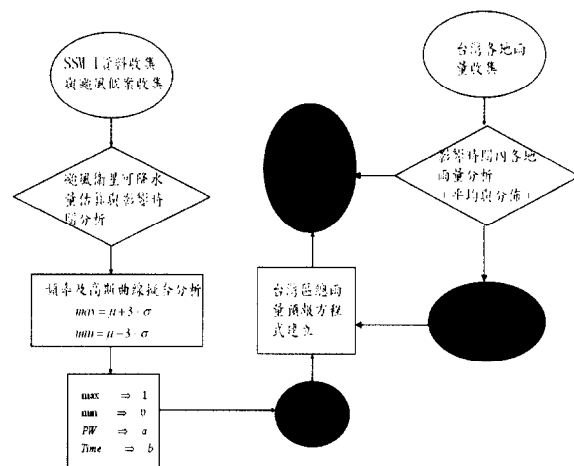 SSM/I資料收集
與颱風個案收集
颱風衛星可降水
量估算與影響時
間分析
頻率及高斯曲線擬合分析
max = μ+3·σ
min = μ−3·σ
max ⇒ 1
min ⇒ 0
PW ⇒ a
Time ⇒ b
台灣各地雨
量收集
影響時間內各地
雨量分析
（平均與分佈）
台灣區總雨
量預報方程
式建立